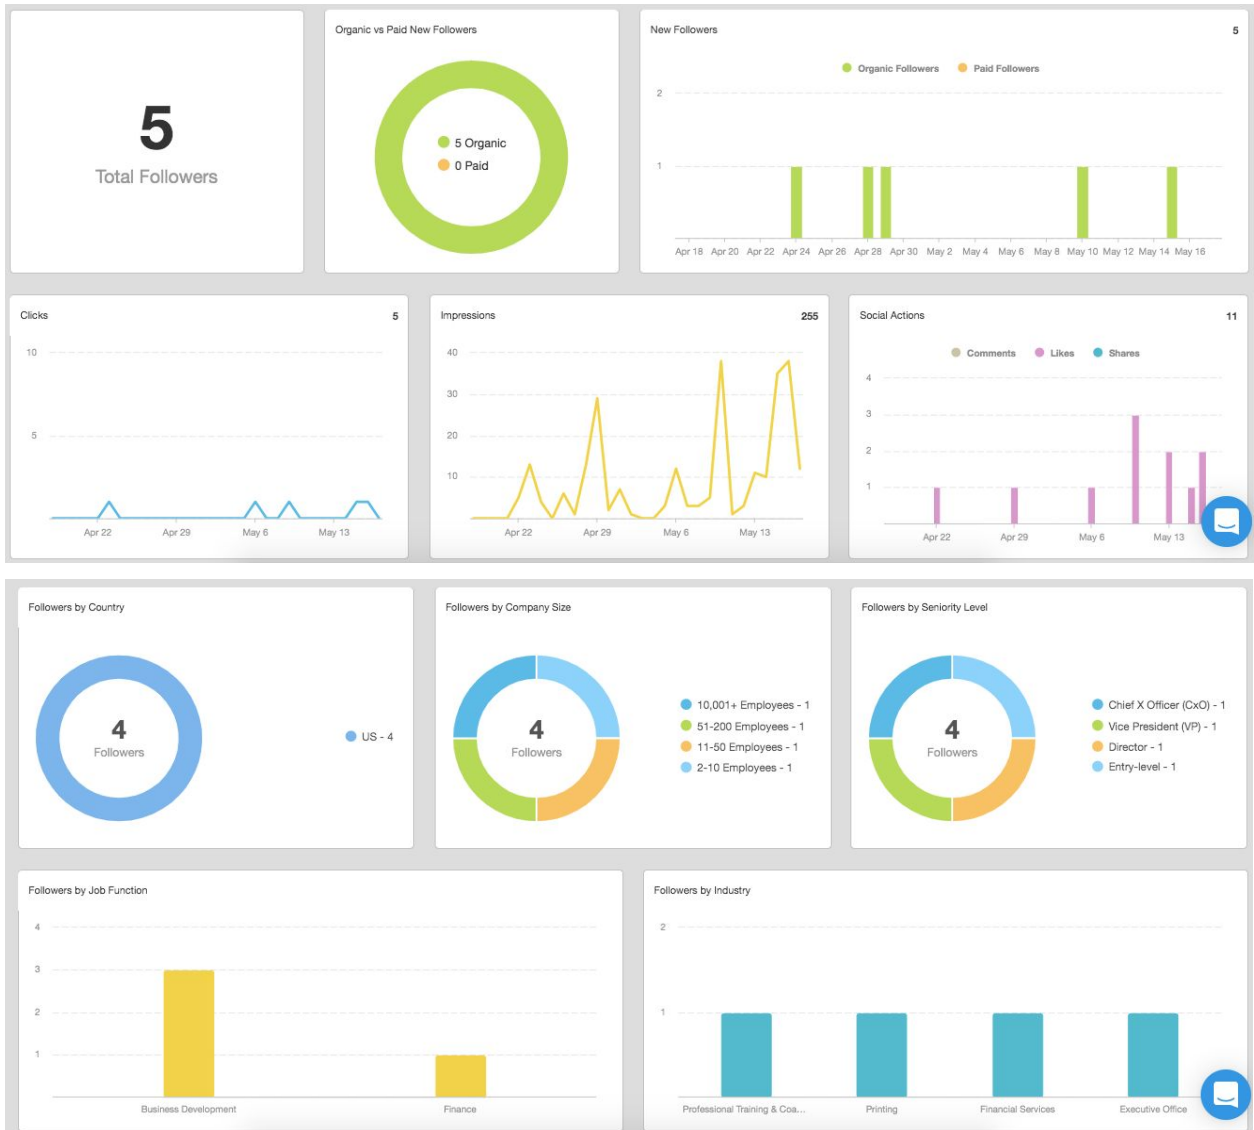 5
Total Followers
Organic vs Paid New Followers
5 Organic
0 Paid
New Followers
5
Organic Followers
Paid Followers
2
1
Apr 18 Apr 20 Apr 22 Apr 24 Apr 26 Apr 28 Apr 30 May 2 May 4 May 6 May 8 May 10 May 12 May 14 May 16
Clicks
5
10
5
Apr 22 Apr 29 May 6 May 13
Impressions
255
40
30
20
10
Apr 22 Apr 29 May 6 May 13
Social Actions
11
Comments Likes Shares
4
3
2
1
Apr 22 Apr 29 May 6 May 13
Followers by Country
4
Followers
US - 4
Followers by Company Size
4
Followers
10,001+ Employees - 1
51-200 Employees - 1
11-50 Employees - 1
2-10 Employees - 1
Followers by Seniority Level
4
Followers
Chief X Officer (CxO) - 1
Vice President (VP) - 1
Director - 1
Entry-level - 1
Followers by Job Function
4
3
2
1
Business Development Finance
Followers by Industry
2
1
Professional Training & Coa... Printing Financial Services Executive Office